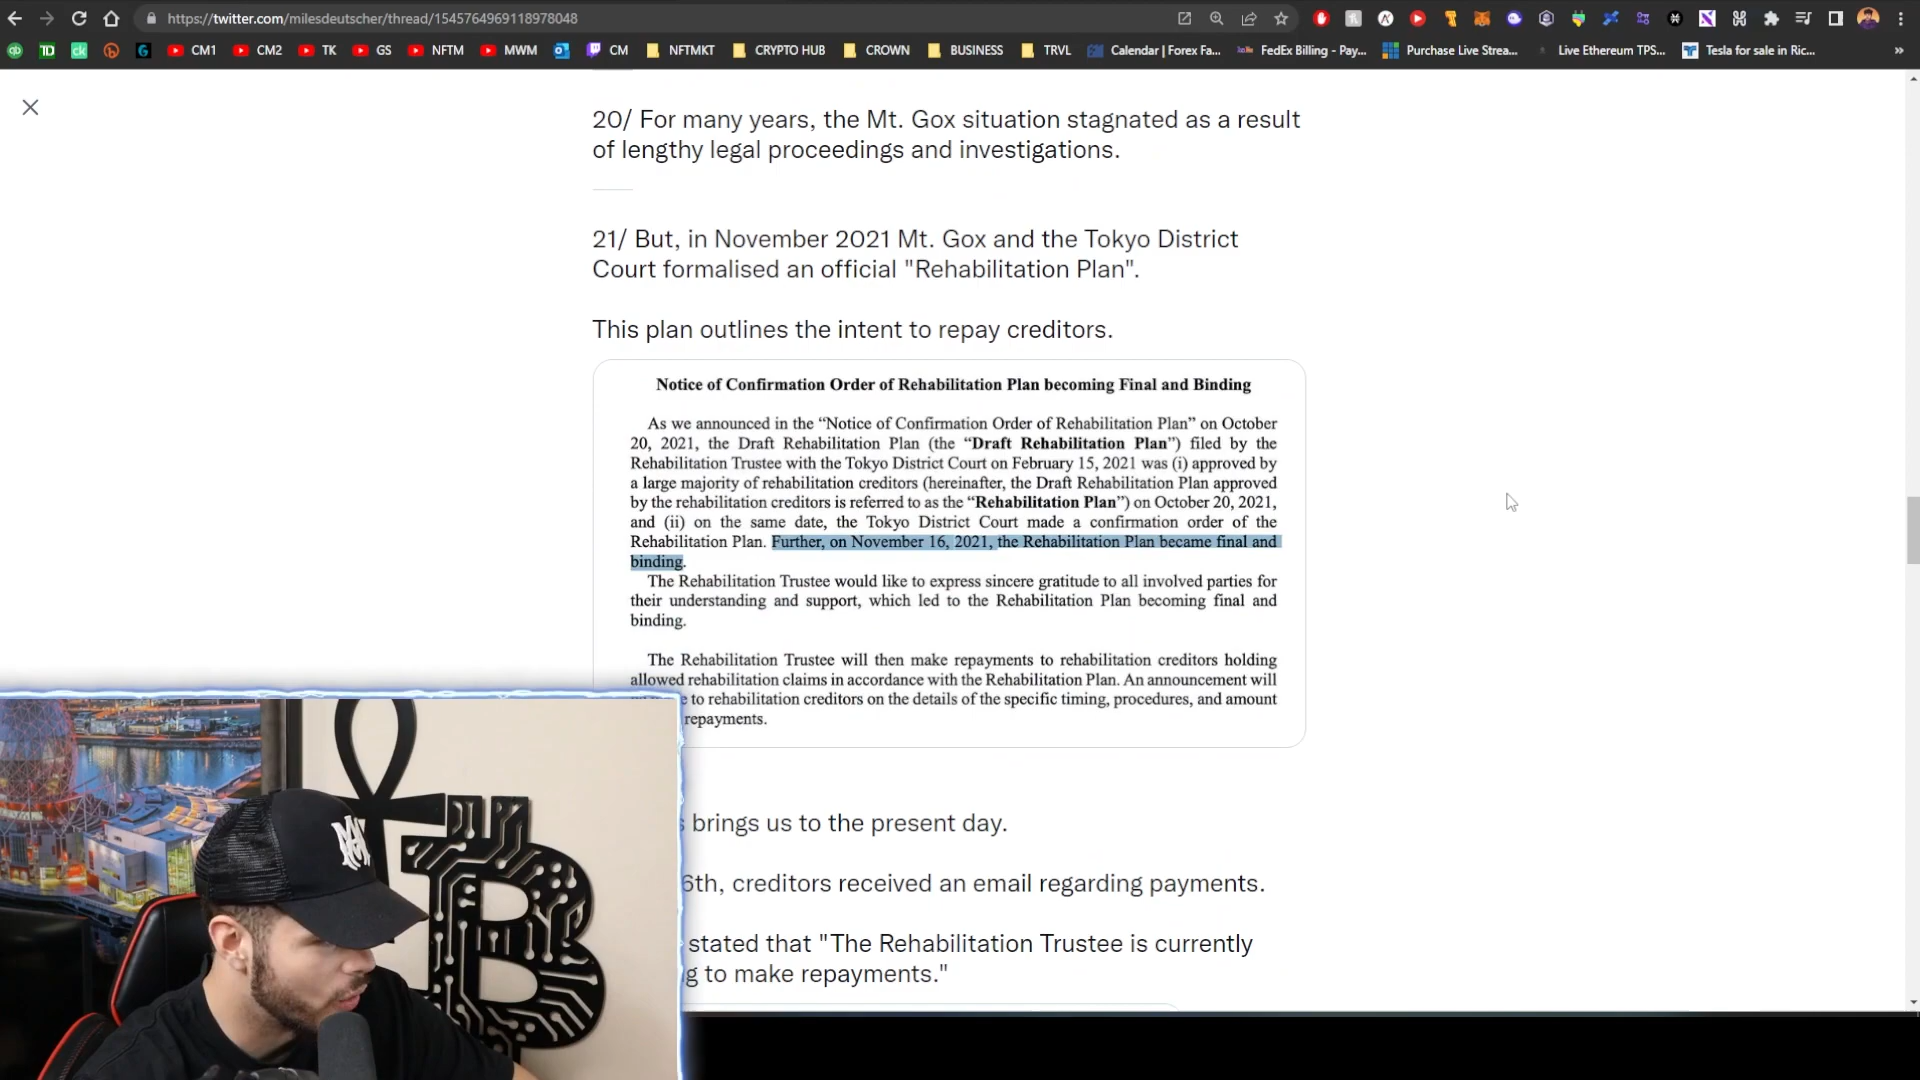 https://twitter.com/milesdeutscher/thread/1545764969118978048
TD ck CM1 CM2 TK GS NFTM MWM CM NFTMKT CRYPTO HUB CROWN BUSINESS TRVL Calendar | Forex Fa... FedEx Billing - Pay... Purchase Live Strea... Live Ethereum TPS... Tesla for sale in Ric... »
20/ For many years, the Mt. Gox situation stagnated as a result
of lengthy legal proceedings and investigations.
21/ But, in November 2021 Mt. Gox and the Tokyo District
Court formalised an official "Rehabilitation Plan".
This plan outlines the intent to repay creditors.
Notice of Confirmation Order of Rehabilitation Plan becoming Final and Binding
As we announced in the “Notice of Confirmation Order of Rehabilitation Plan” on October
20, 2021, the Draft Rehabilitation Plan (the “Draft Rehabilitation Plan”) filed by the
Rehabilitation Trustee with the Tokyo District Court on February 15, 2021 was (i) approved by
a large majority of rehabilitation creditors (hereinafter, the Draft Rehabilitation Plan approved
by the rehabilitation creditors is referred to as the “Rehabilitation Plan”) on October 20, 2021,
and (ii) on the same date, the Tokyo District Court made a confirmation order of the
Rehabilitation Plan. Further, on November 16, 2021, the Rehabilitation Plan became final and
binding.
The Rehabilitation Trustee would like to express sincere gratitude to all involved parties for
their understanding and support, which led to the Rehabilitation Plan becoming final and
binding.
The Rehabilitation Trustee will then make repayments to rehabilitation creditors holding
allowed rehabilitation claims in accordance with the Rehabilitation Plan. An announcement will
to rehabilitation creditors on the details of the specific timing, procedures, and amount
repayments.
brings us to the present day.
6th, creditors received an email regarding payments.
stated that "The Rehabilitation Trustee is currently
g to make repayments."